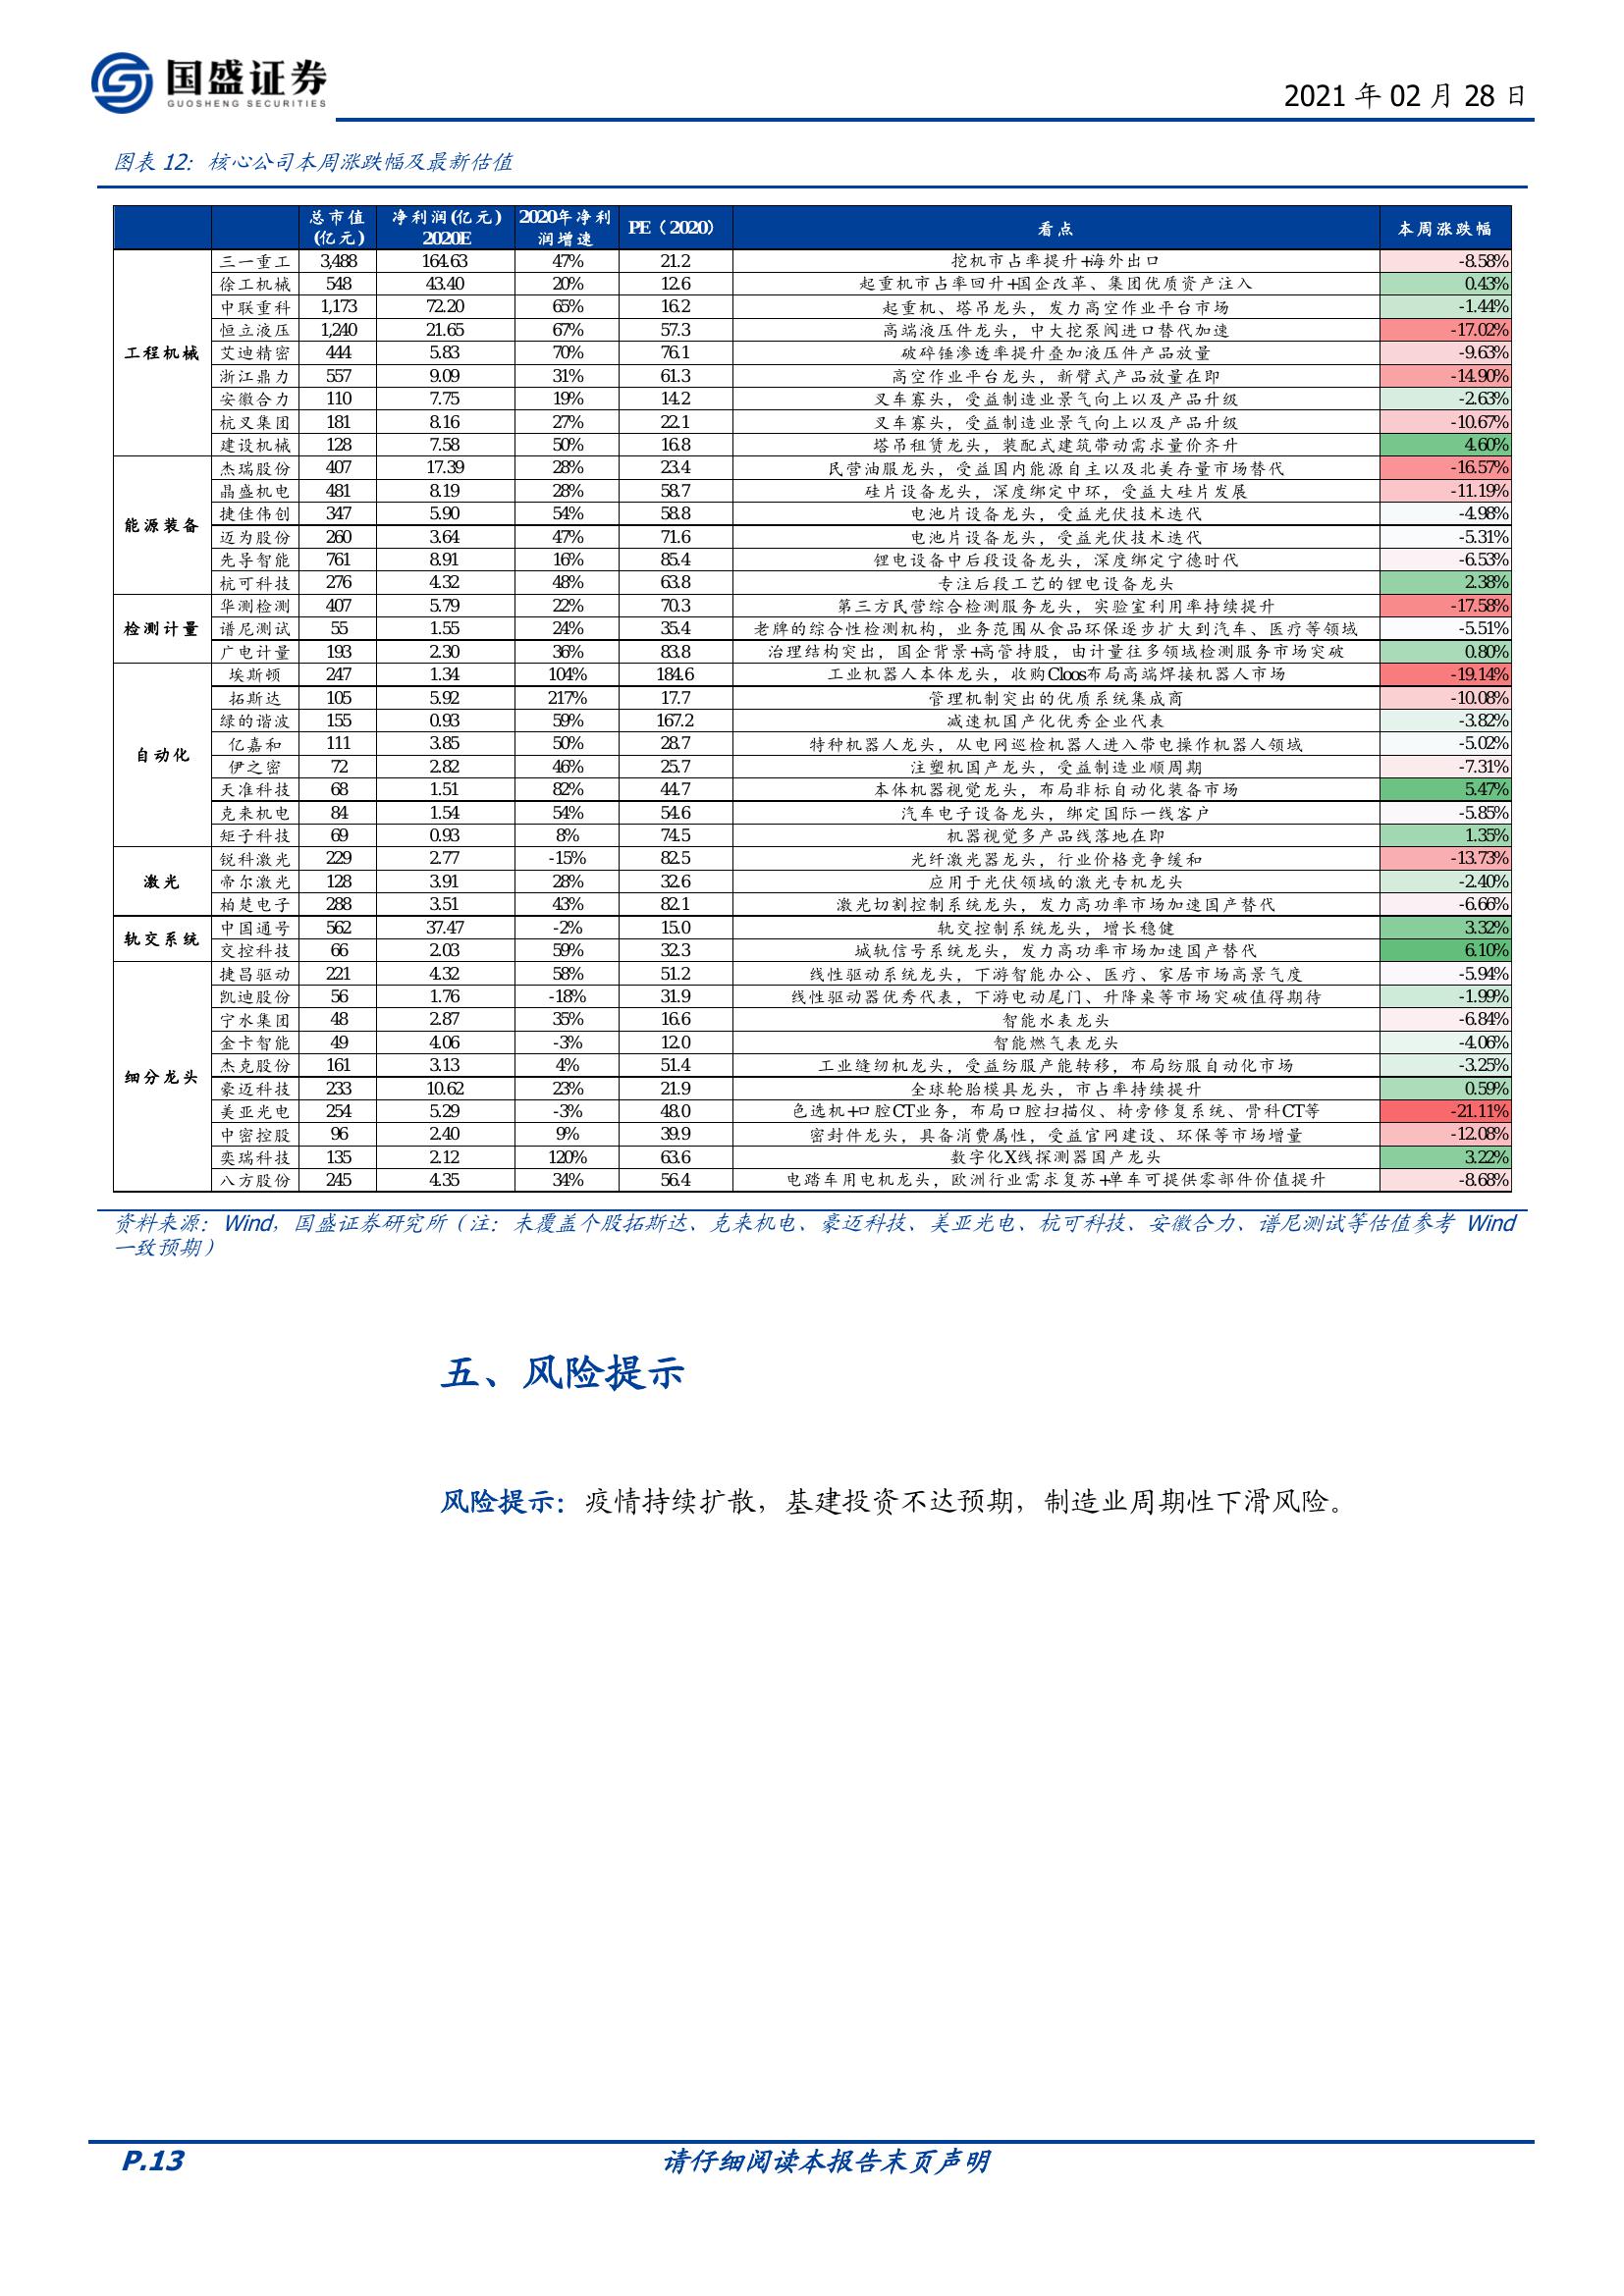 国盛证券
GUOSHENG SECURITIES
2021 年 02 月 28 日
图表 12：核心公司本周涨跌幅及最新估值
总市值(亿元) 净利润(亿元)2020E 2020年净利润增速 PE（2020） 看点 本周涨跌幅
工程机械
三一重工 3,488 164.63 47% 21.2 挖机市占率提升+海外出口 -8.58%
徐工机械 548 43.40 20% 12.6 起重机市占率回升+国企改革、集团优质资产注入 0.43%
中联重科 1,173 72.20 65% 16.2 起重机、塔吊龙头，发力高空作业平台市场 -1.44%
恒立液压 1,240 21.65 67% 57.3 高端液压件龙头，中大挖泵阀进口替代加速 -17.02%
艾迪精密 444 5.83 70% 76.1 破碎锤渗透率提升叠加液压件产品放量 -9.63%
浙江鼎力 557 9.09 31% 61.3 高空作业平台龙头，新臂式产品放量在即 -14.90%
安徽合力 110 7.75 19% 14.2 叉车寡头，受益制造业景气向上以及产品升级 -2.63%
杭叉集团 181 8.16 27% 22.1 叉车寡头，受益制造业景气向上以及产品升级 -10.67%
建设机械 128 7.58 50% 16.8 塔吊租赁龙头，装配式建筑带动需求量价齐升 4.60%
能源装备
杰瑞股份 407 17.39 28% 23.4 民营油服龙头，受益国内能源自主以及北美存量市场替代 -16.57%
晶盛机电 481 8.19 28% 58.7 硅片设备龙头，深度绑定中环，受益大硅片发展 -11.19%
捷佳伟创 347 5.90 54% 58.8 电池片设备龙头，受益光伏技术迭代 -4.98%
迈为股份 260 3.64 47% 71.6 电池片设备龙头，受益光伏技术迭代 -5.31%
先导智能 761 8.91 16% 85.4 锂电设备中后段设备龙头，深度绑定宁德时代 -6.53%
杭可科技 276 4.32 48% 63.8 专注后段工艺的锂电设备龙头 2.38%
检测计量
华测检测 407 5.79 22% 70.3 第三方民营综合检测服务龙头，实验室利用率持续提升 -17.58%
谱尼测试 55 1.55 24% 35.4 老牌的综合性检测机构，业务范围从食品环保逐步扩大到汽车、医疗等领域 -5.51%
广电计量 193 2.30 36% 83.8 治理结构突出，国企背景+高管持股，由计量往多领域检测服务市场突破 0.80%
自动化
埃斯顿 247 1.34 104% 184.6 工业机器人本体龙头，收购Cloos布局高端焊接机器人市场 -19.14%
拓斯达 105 5.92 217% 17.7 管理机制突出的优质系统集成商 -10.08%
绿的谐波 155 0.93 59% 167.2 减速机国产化优秀企业代表 -3.82%
亿嘉和 111 3.85 50% 28.7 特种机器人龙头，从电网巡检机器人进入带电操作机器人领域 -5.02%
伊之密 72 2.82 46% 25.7 注塑机国产龙头，受益制造业顺周期 -7.31%
天准科技 68 1.51 82% 44.7 本体机器视觉龙头，布局非标自动化装备市场 5.47%
克来机电 84 1.54 54% 54.6 汽车电子设备龙头，绑定国际一线客户 -5.85%
矩子科技 69 0.93 8% 74.5 机器视觉多产品线落地在即 1.35%
激光
锐科激光 229 2.77 -15% 82.5 光纤激光器龙头，行业价格竞争缓和 -13.73%
帝尔激光 128 3.91 28% 32.6 应用于光伏领域的激光专机龙头 -2.40%
柏楚电子 288 3.51 43% 82.1 激光切割控制系统龙头，发力高功率市场加速国产替代 -6.66%
轨交系统
中国通号 562 37.47 -2% 15.0 轨交控制系统龙头，增长稳健 3.32%
交控科技 66 2.03 59% 32.3 城轨信号系统龙头，发力高功率市场加速国产替代 6.10%
细分龙头
捷昌驱动 221 4.32 58% 51.2 线性驱动系统龙头，下游智能办公、医疗、家居市场高景气度 -5.94%
凯迪股份 56 1.76 -18% 31.9 线性驱动器优秀代表，下游电动尾门、升降桌等市场突破值得期待 -1.99%
宁水集团 48 2.87 35% 16.6 智能水表龙头 -6.84%
金卡智能 49 4.06 -3% 12.0 智能燃气表龙头 -4.06%
杰克股份 161 3.13 4% 51.4 工业缝纫机龙头，受益纺服产能转移，布局纺服自动化市场 -3.25%
豪迈科技 233 10.62 23% 21.9 全球轮胎模具龙头，市占率持续提升 0.59%
美亚光电 254 5.29 -3% 48.0 色选机+口腔CT业务，布局口腔扫描仪、椅旁修复系统、骨科CT等 -21.11%
中密控股 96 2.40 9% 39.9 密封件龙头，具备消费属性，受益官网建设、环保等市场增量 -12.08%
奕瑞科技 135 2.12 120% 63.6 数字化X线探测器国产龙头 3.22%
八方股份 245 4.35 34% 56.4 电踏车用电机龙头，欧洲行业需求复苏+单车可提供零部件价值提升 -8.68%
资料来源：Wind，国盛证券研究所（注：未覆盖个股拓斯达、克来机电、豪迈科技、美亚光电、杭可科技、安徽合力、谱尼测试等估值参考 Wind
一致预期）
五、风险提示
风险提示：疫情持续扩散，基建投资不达预期，制造业周期性下滑风险。
P.13
请仔细阅读本报告末页声明